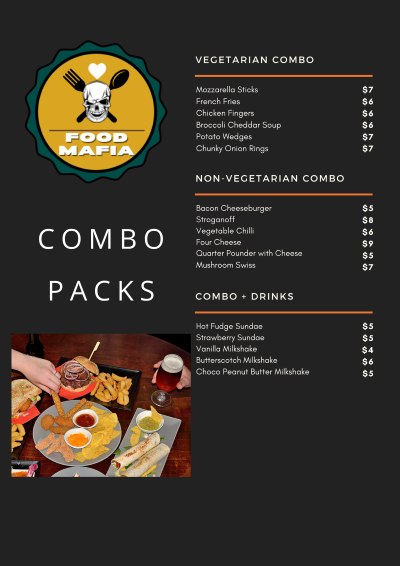 FOOD
MAFIA
COMBO
PACKS
VEGETARIAN COMBO
Mozzarella Sticks $7
French Fries $6
Chicken Fingers $6
Broccoli Cheddar Soup $6
Potato Wedges $7
Chunky Onion Rings $7
NON-VEGETARIAN COMBO
Bacon Cheeseburger $5
Stroganoff $8
Vegetable Chilli $6
Four Cheese $9
Quarter Pounder with Cheese $5
Mushroom Swiss $7
COMBO + DRINKS
Hot Fudge Sundae $5
Strawberry Sundae $5
Vanilla Milkshake $4
Butterscotch Milkshake $6
Choco Peanut Butter Milkshake $5